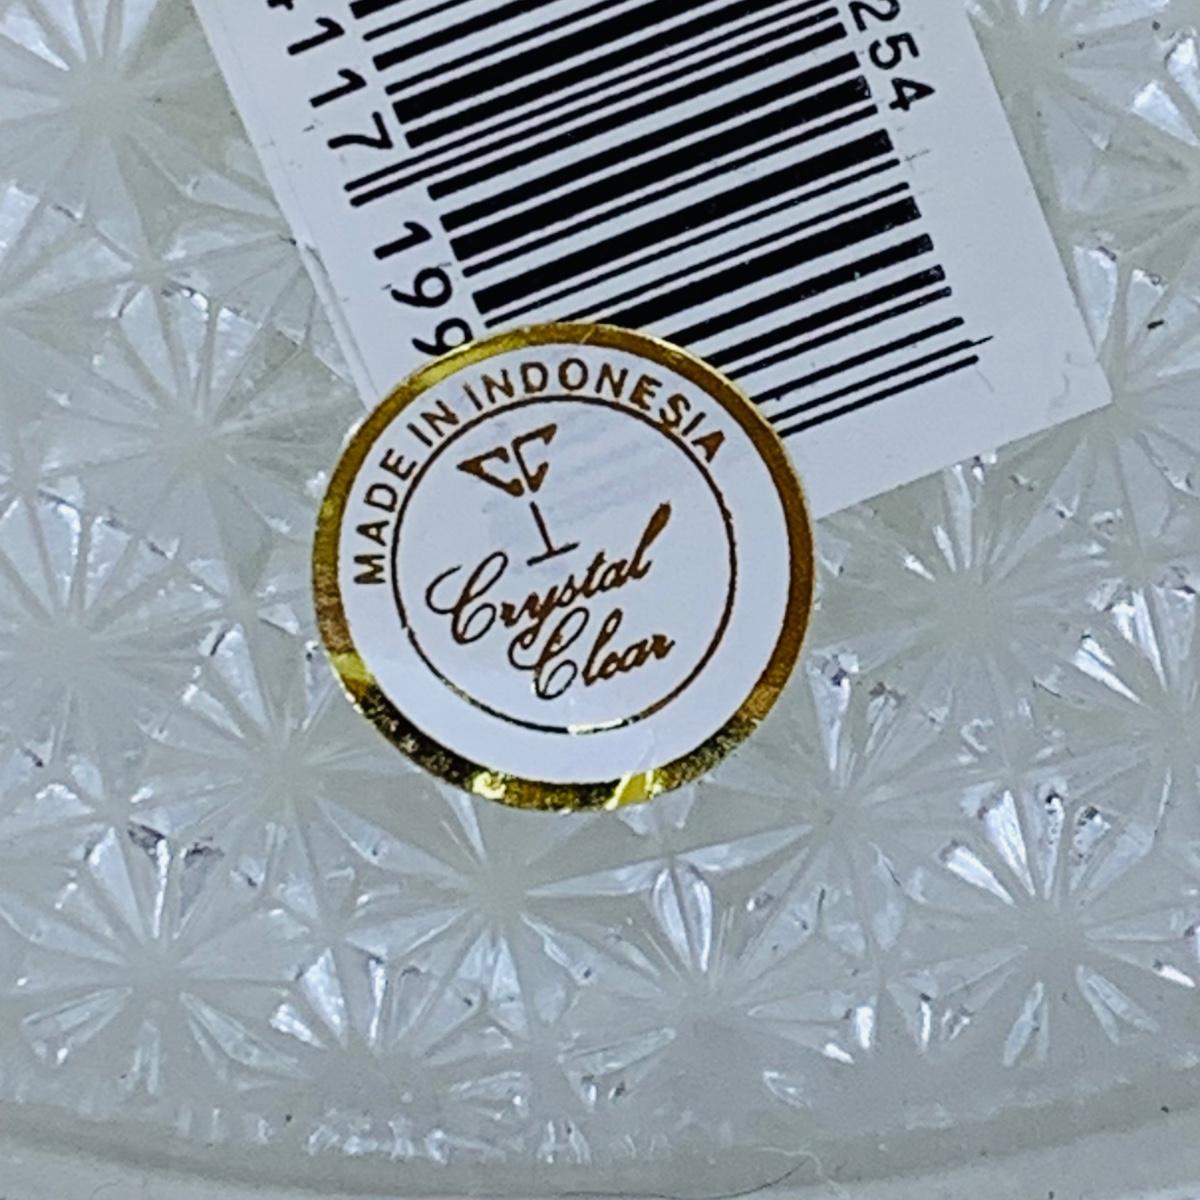 117 199
254
MADE IN INDONESIA
CC
Crystal
Clear